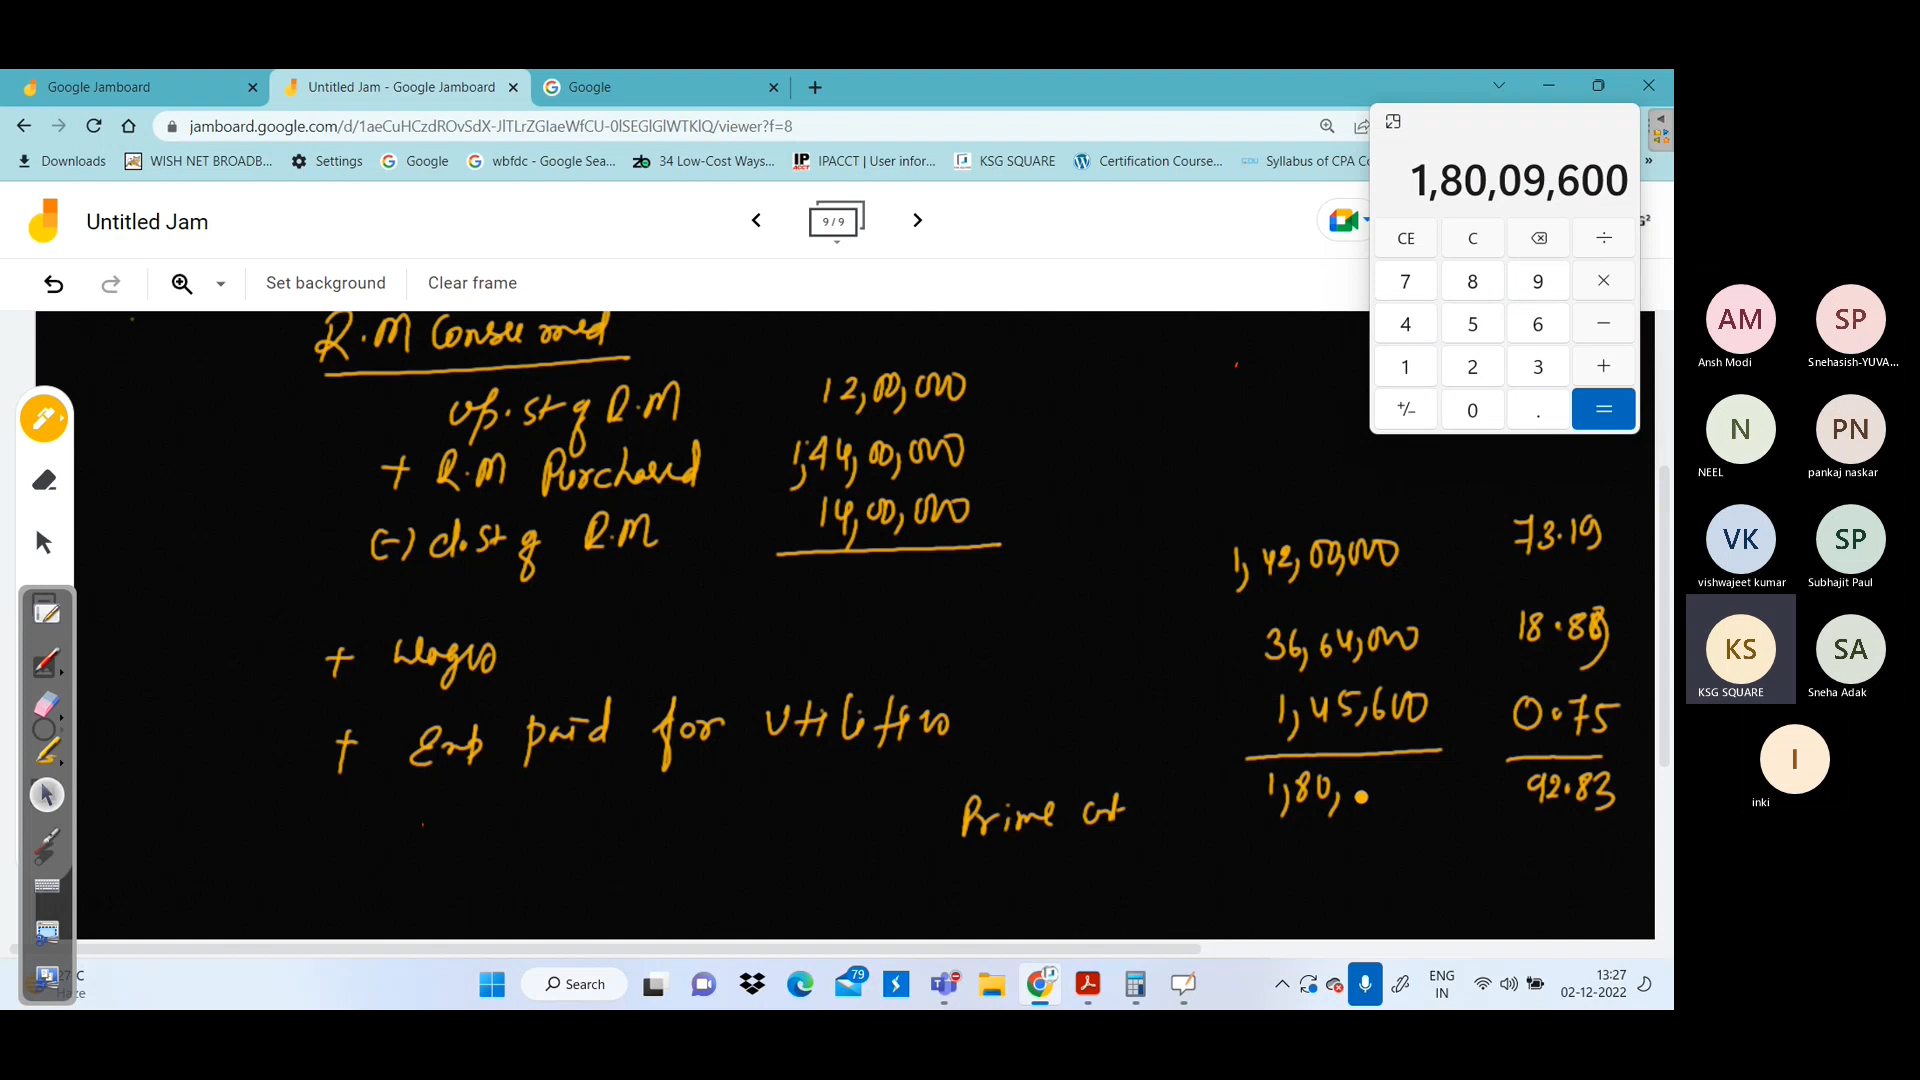 Google Jamboard
Untitled Jam - Google Jamboard
Google
jamboard.google.com/d/1aeCuHCzdROvSdX-JlTLrZGIaeWfCU-0lSEGlGlWTKlQ/viewer?f=8
Downloads
WISH NET BROADB...
Settings
Google
wbfdc - Google Sea...
34 Low-Cost Ways...
IPACCT | User infor...
KSG SQUARE
Certification Course...
Syllabus of CPA Co
»
Untitled Jam
9 / 9
Set background
Clear frame
1,80,09,600
CE C ÷
7 8 9 ×
4 5 6 −
1 2 3 +
+/− 0 . =
R.M Consumed
op. st of R.M 12,00,000
+ R.M Purchased 1,44,00,000
(-) cl. st of R.M 14,00,000
1,42,00,000 73.19
+ Wages 36,64,000 18.88
+ Exp paid for Utilities 1,45,600 0.75
Prime cst 1,80, 92.83
AM
Ansh Modi
SP
Snehasish-YUVA...
N
NEEL
PN
pankaj naskar
VK
vishwajeet kumar
SP
Subhajit Paul
KS
KSG SQUARE
SA
Sneha Adak
I
inki
27°C
Haze
Search
79
ENG
IN
13:27
02-12-2022